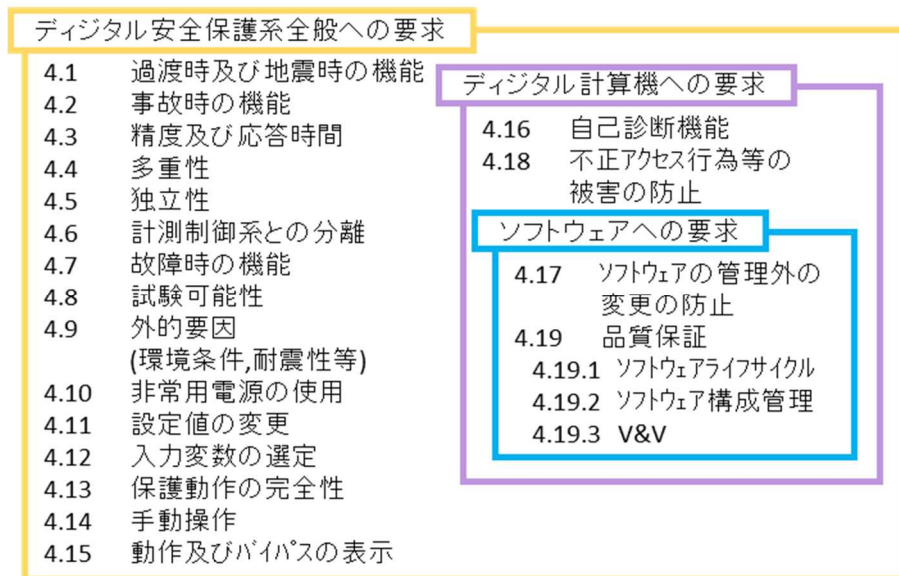 ディジタル安全保護系全般への要求
4.1 過渡時及び地震時の機能
4.2 事故時の機能
4.3 精度及び応答時間
4.4 多重性
4.5 独立性
4.6 計測制御系との分離
4.7 故障時の機能
4.8 試験可能性
4.9 外的要因
(環境条件,耐震性等)
4.10 非常用電源の使用
4.11 設定値の変更
4.12 入力変数の選定
4.13 保護動作の完全性
4.14 手動操作
4.15 動作及びバイパスの表示
ディジタル計算機への要求
4.16 自己診断機能
4.18 不正アクセス行為等の
被害の防止
ソフトウェアへの要求
4.17 ソフトウェアの管理外の
変更の防止
4.19 品質保証
4.19.1 ソフトウェアライフサイクル
4.19.2 ソフトウェア構成管理
4.19.3 V&V